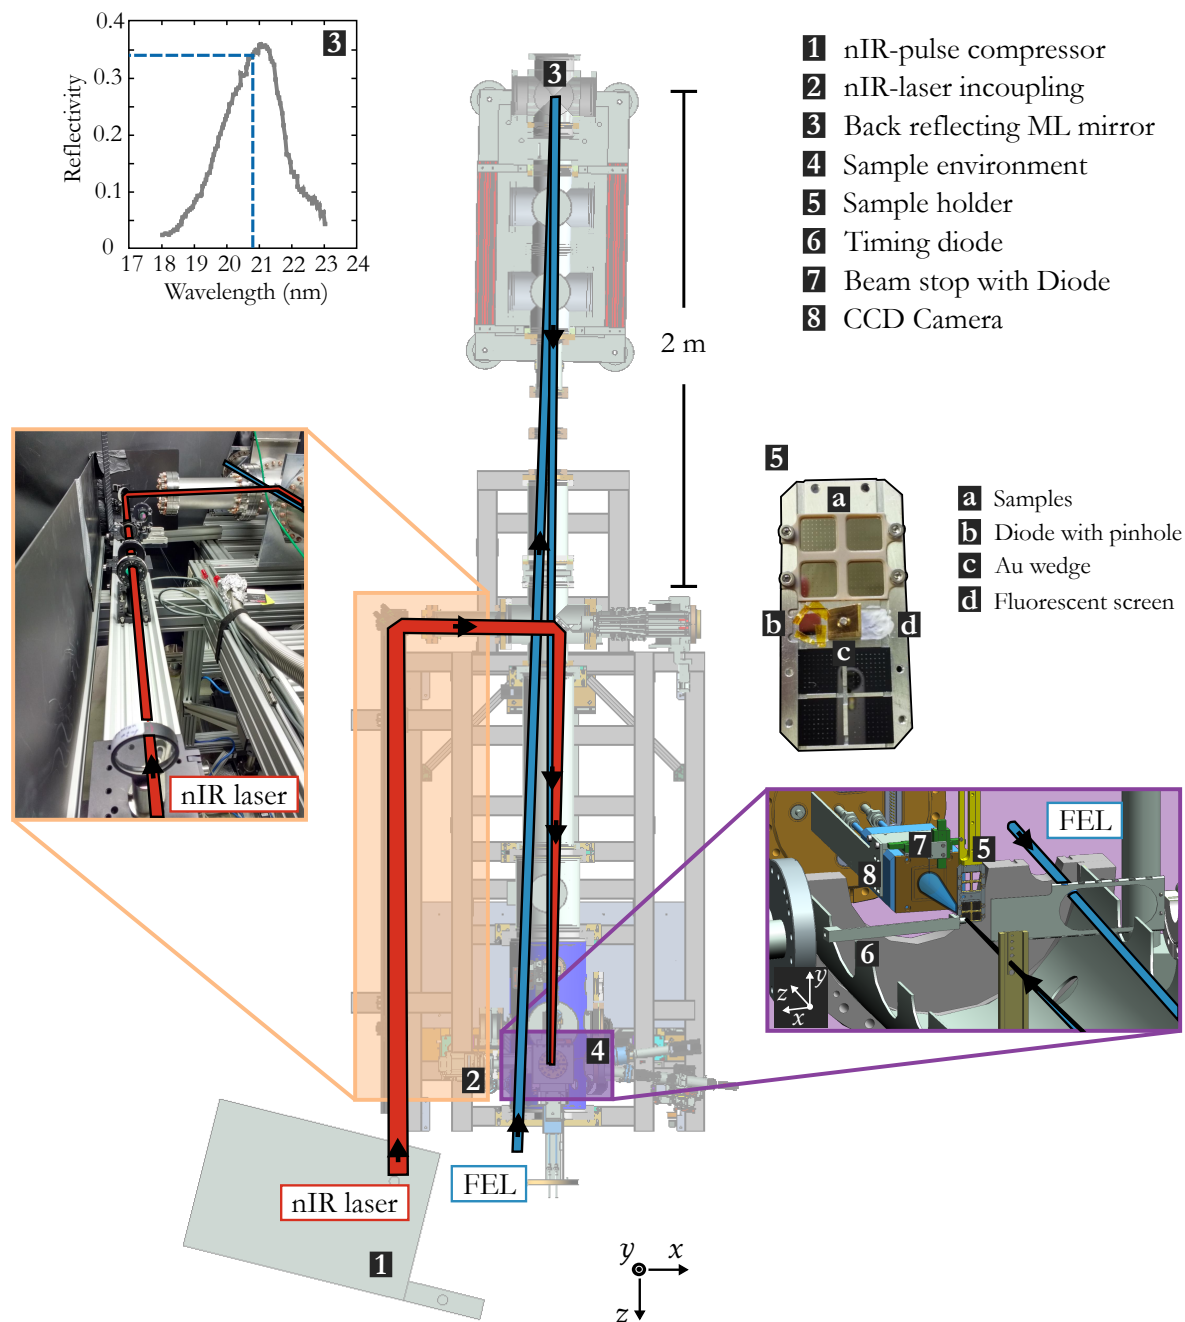 0.4
3
0.3
0.2
0.1
0
Reflectivity
17 18 19 20 21 22 23 24
Wavelength (nm)
3
1 nIR-pulse compressor
2 nIR-laser incoupling
3 Back reflecting ML mirror
4 Sample environment
5 Sample holder
6 Timing diode
7 Beam stop with Diode
8 CCD Camera
2 m
nIR laser
5
a
b
d
c
a Samples
b Diode with pinhole
c Au wedge
d Fluorescent screen
FEL
7
5
8
6
y
z
x
4
2
FEL
nIR laser
1
y x
z